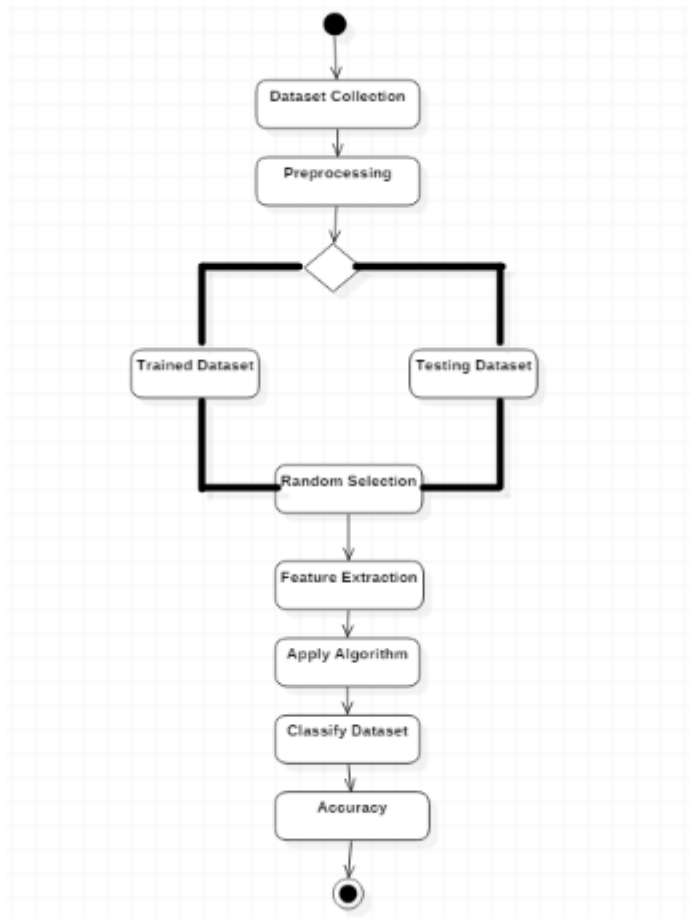 Dataset Collection
Preprocessing
Trained Dataset
Testing Dataset
Random Selection
Feature Extraction
Apply Algorithm
Classify Dataset
Accuracy